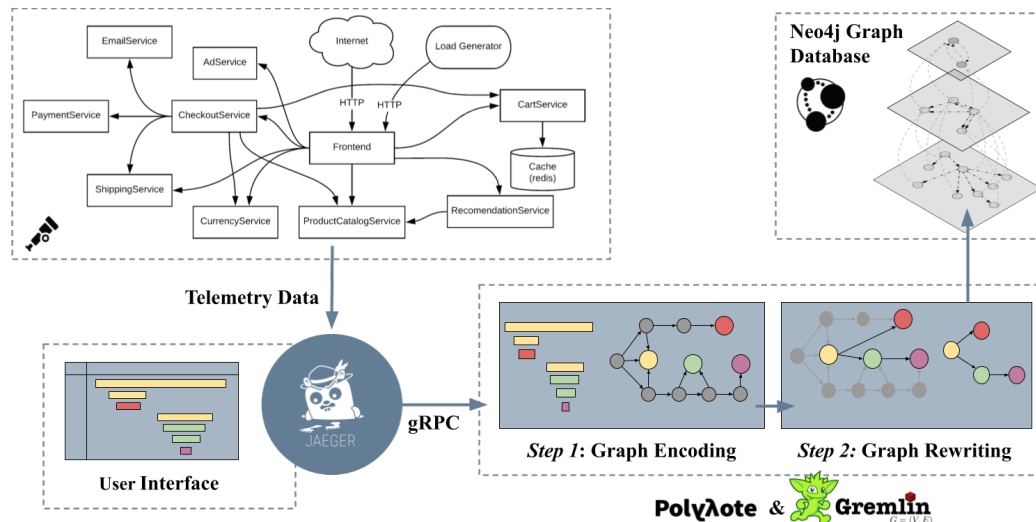 EmailService
Internet
Load Generator
AdService
HTTP
HTTP
PaymentService
CheckoutService
CartService
Frontend
Cache
(redis)
ShippingService
CurrencyService
ProductCatalogService
RecomendationService
Neo4j Graph
Database
Telemetry Data
JAEGER
gRPC
User Interface
Step 1: Graph Encoding
Step 2: Graph Rewriting
Polyλote & Gremlin
G = (V, E)